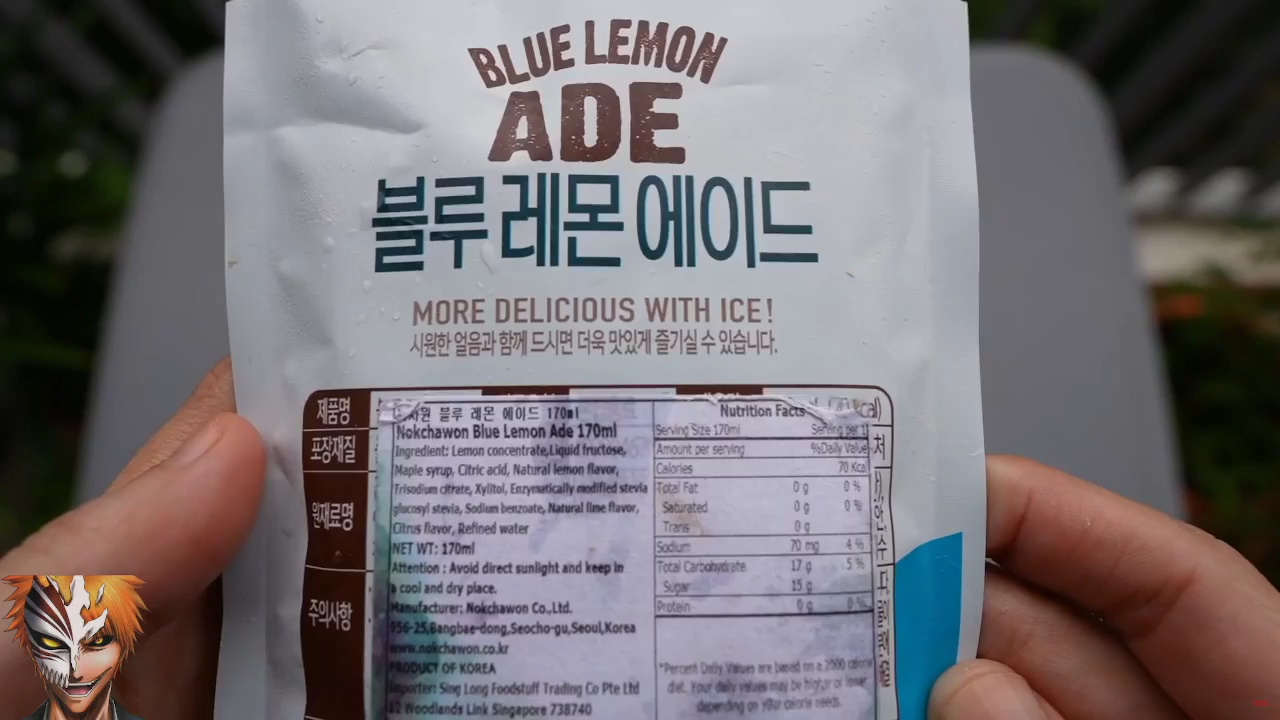 BLUE LEMON
ADE
블루 레몬 에이드
MORE DELICIOUS WITH ICE!
시원한 얼음과 함께 드시면 더욱 맛있게 즐기실 수 있습니다.
제품명
포장재질
원재료명
주의사항
블루 레몬 에이드 170ml
Nokchawon Blue Lemon Ade 170ml
Ingredient: Lemon concentrate,Liquid fructose,
Maple syrup, Citric acid, Natural lemon flavor,
Trisodium citrate, Xylitol, Enzymatically modified stevia
glucosyl stevia, Sodium benzoate, Natural lime flavor,
Citrus flavor, Refined water
NET WT: 170ml
Attention : Avoid direct sunlight and keep in
a cool and dry place.
Manufacturer: Nokchawon Co.,Ltd.
956-25,Bangbae-dong,Seocho-gu,Seoul,Korea
www.nokchawon.co.kr
PRODUCT OF KOREA
Importer: Sing Long Foodstuff Trading Co Pte Ltd
12 Woodlands Link Singapore 738740
Nutrition Facts
Serving Size 170ml Serving per 1
Amount per serving %Daily Value
Calories 70 Kcal
Total Fat 0 g 0 %
Saturated 0 g 0 %
Trans 0 g
Sodium 70 mg 4 %
Total Carbohydrate 17 g 5 %
Sugar 15 g
Protein 0 g 0 %
*Percent Daily Values are based on a 2000 calorie
diet. Your daily values may be higher or lower
depending on your calorie needs.